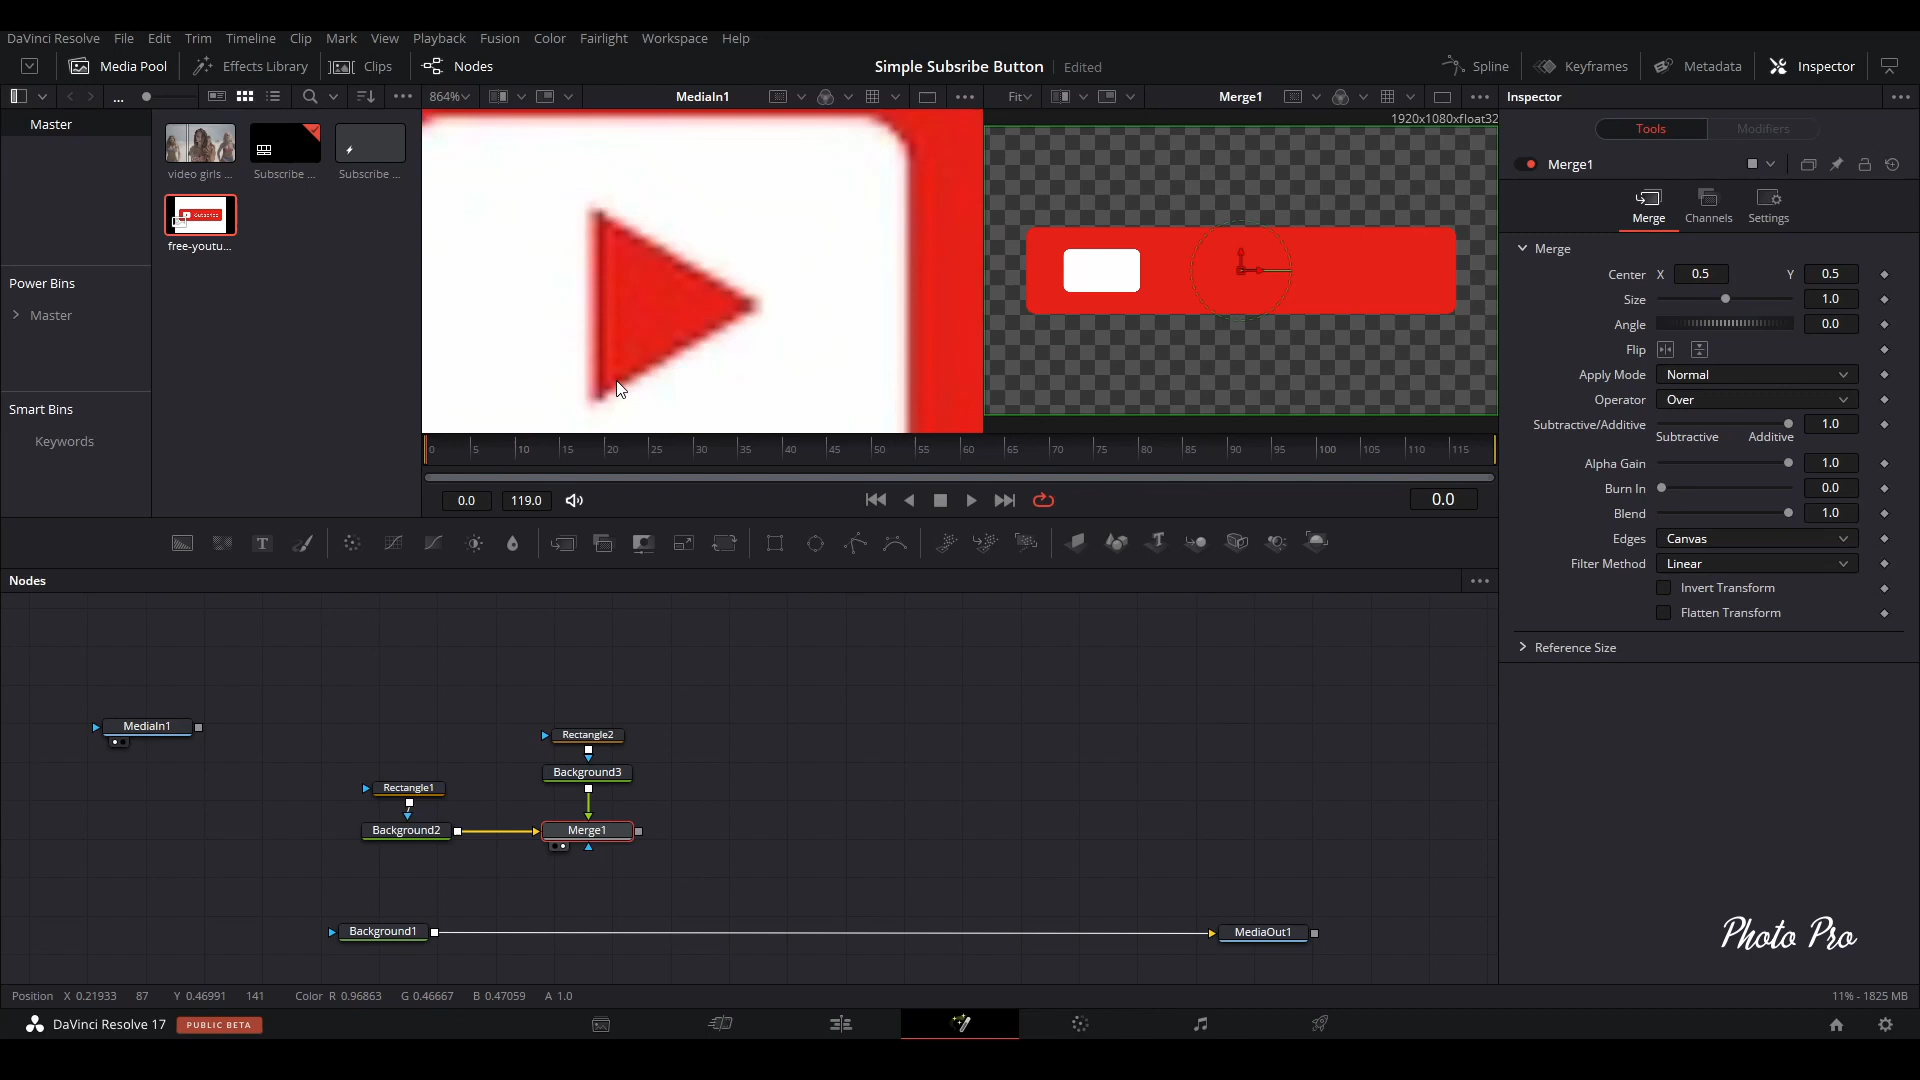 DaVinci Resolve File Edit Trim Timeline Clip Mark View Playback Fusion Color Fairlight Workspace Help
Media Pool Effects Library Clips Nodes Simple Subsribe Button Edited Spline Keyframes Metadata Inspector
... 864% MediaIn1 Fit Merge1 Inspector
1920x1080xfloat32
Master
Tools Modifiers
Merge1
video girls ... Subscribe ... Subscribe ...
free-youtu...
Merge Channels Settings
Merge
Center X 0.5 Y 0.5
Size 1.0
Angle 0.0
Flip
Apply Mode Normal
Operator Over
Subtractive/Additive 1.0
Subtractive Additive
Alpha Gain 1.0
Burn In 0.0
Blend 1.0
Edges Canvas
Filter Method Linear
Invert Transform
Flatten Transform
Reference Size
Power Bins
Master
Smart Bins
Keywords
0 5 10 15 20 25 30 35 40 45 50 55 60 65 70 75 80 85 90 95 100 105 110 115
0.0 119.0 0.0
Nodes
MediaIn1
Rectangle2
Background3
Rectangle1
Background2 Merge1
Background1 MediaOut1
Photo Pro
Position X 0.21933 87 Y 0.46991 141 Color R 0.96863 G 0.46667 B 0.47059 A 1.0 11% - 1825 MB
DaVinci Resolve 17 PUBLIC BETA